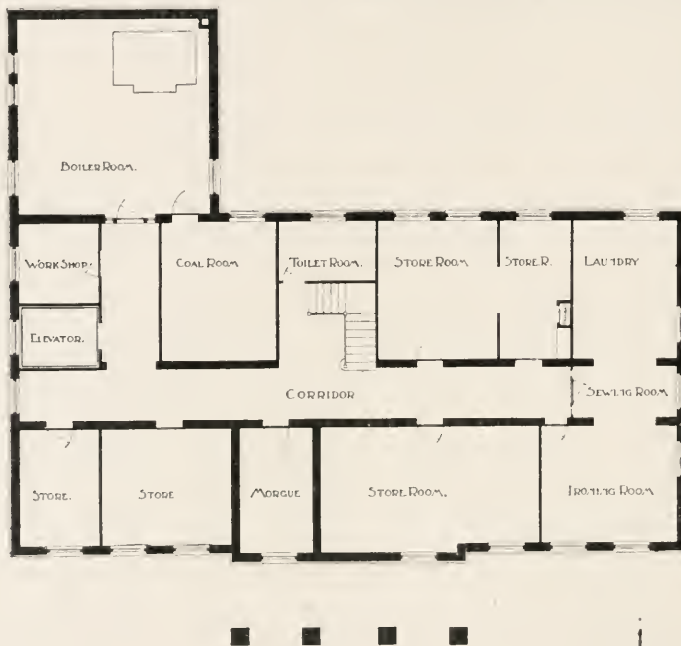 BOILER ROOM.
WORK SHOP.
COAL ROOM
TOILET ROOM.
STORE ROOM
STORE R.
LAUNDRY
ELEVATOR.
CORRIDOR
SEWING ROOM
STORE.
STORE
MORGUE
STORE ROOM.
IRONING ROOM